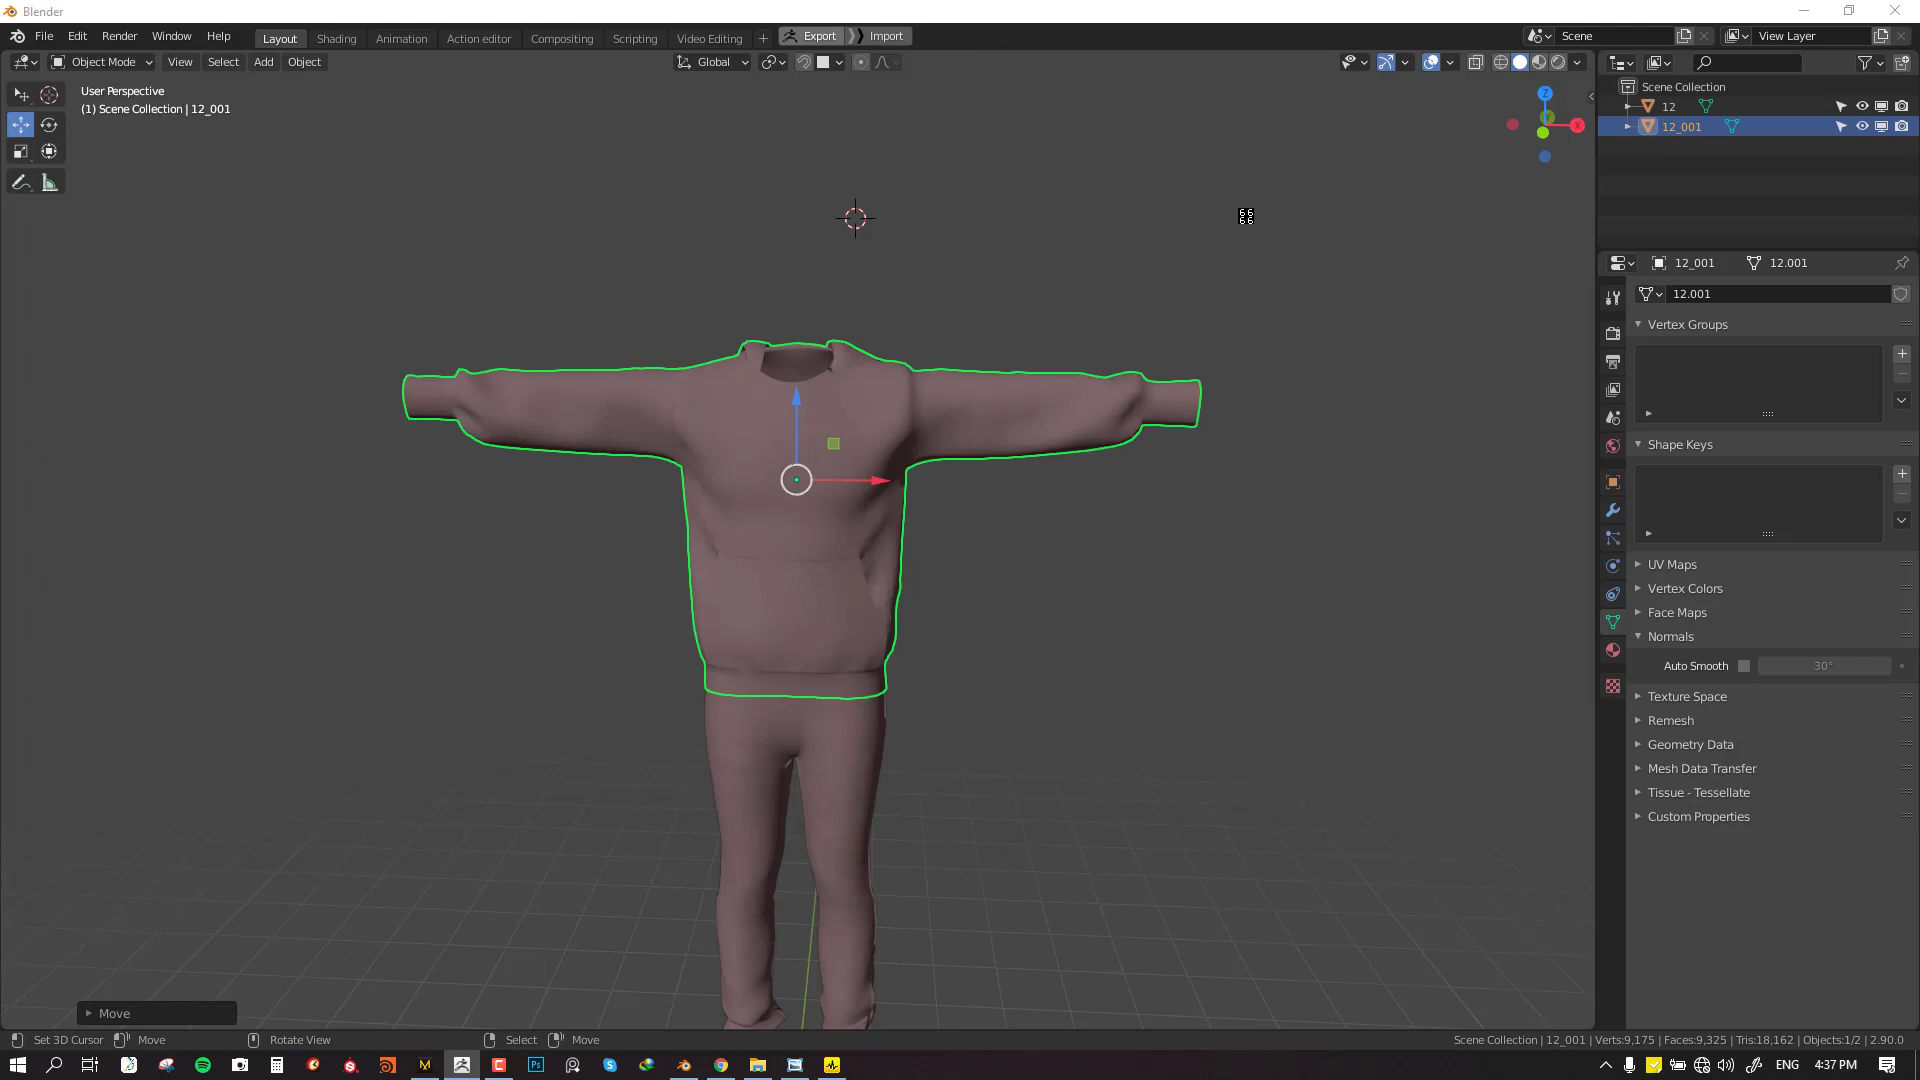 Blender
File Edit Render Window Help
Layout Shading Animation Action editor Compositing Scripting Video Editing + Export Import
Scene
View Layer
Object Mode View Select Add Object
Global
User Perspective
(1) Scene Collection | 12_001
Z
X
Y
66
66
Scene Collection
12
12_001
12_001 12.001
12.001
Vertex Groups
Shape Keys
UV Maps
Vertex Colors
Face Maps
Normals
Auto Smooth 30°
Texture Space
Remesh
Geometry Data
Mesh Data Transfer
Tissue - Tessellate
Custom Properties
Move
Set 3D Cursor Move Rotate View Select Move
Scene Collection | 12_001 | Verts:9,175 | Faces:9,325 | Tris:18,162 | Objects:1/2 | 2.90.0
M
Ps
ENG 4:37 PM